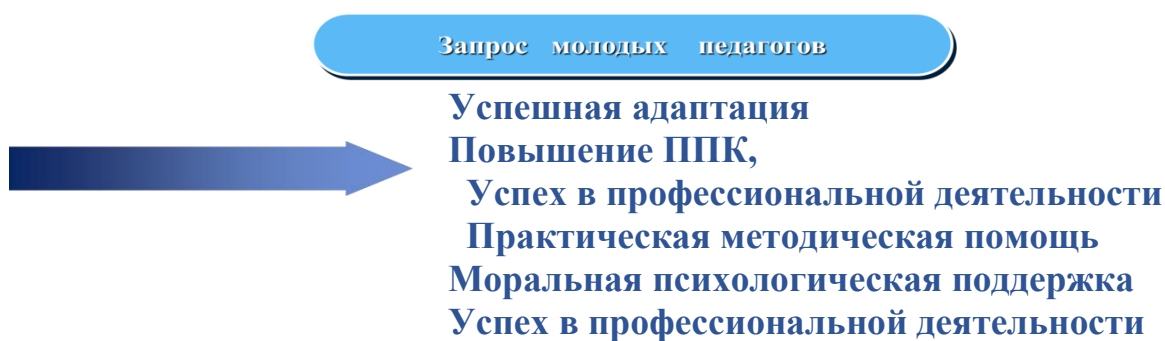 Запрос молодых педагогов
Успешная адаптация
Повышение ППК,
Успех в профессиональной деятельности
Практическая методическая помощь
Моральная психологическая поддержка
Успех в профессиональной деятельности